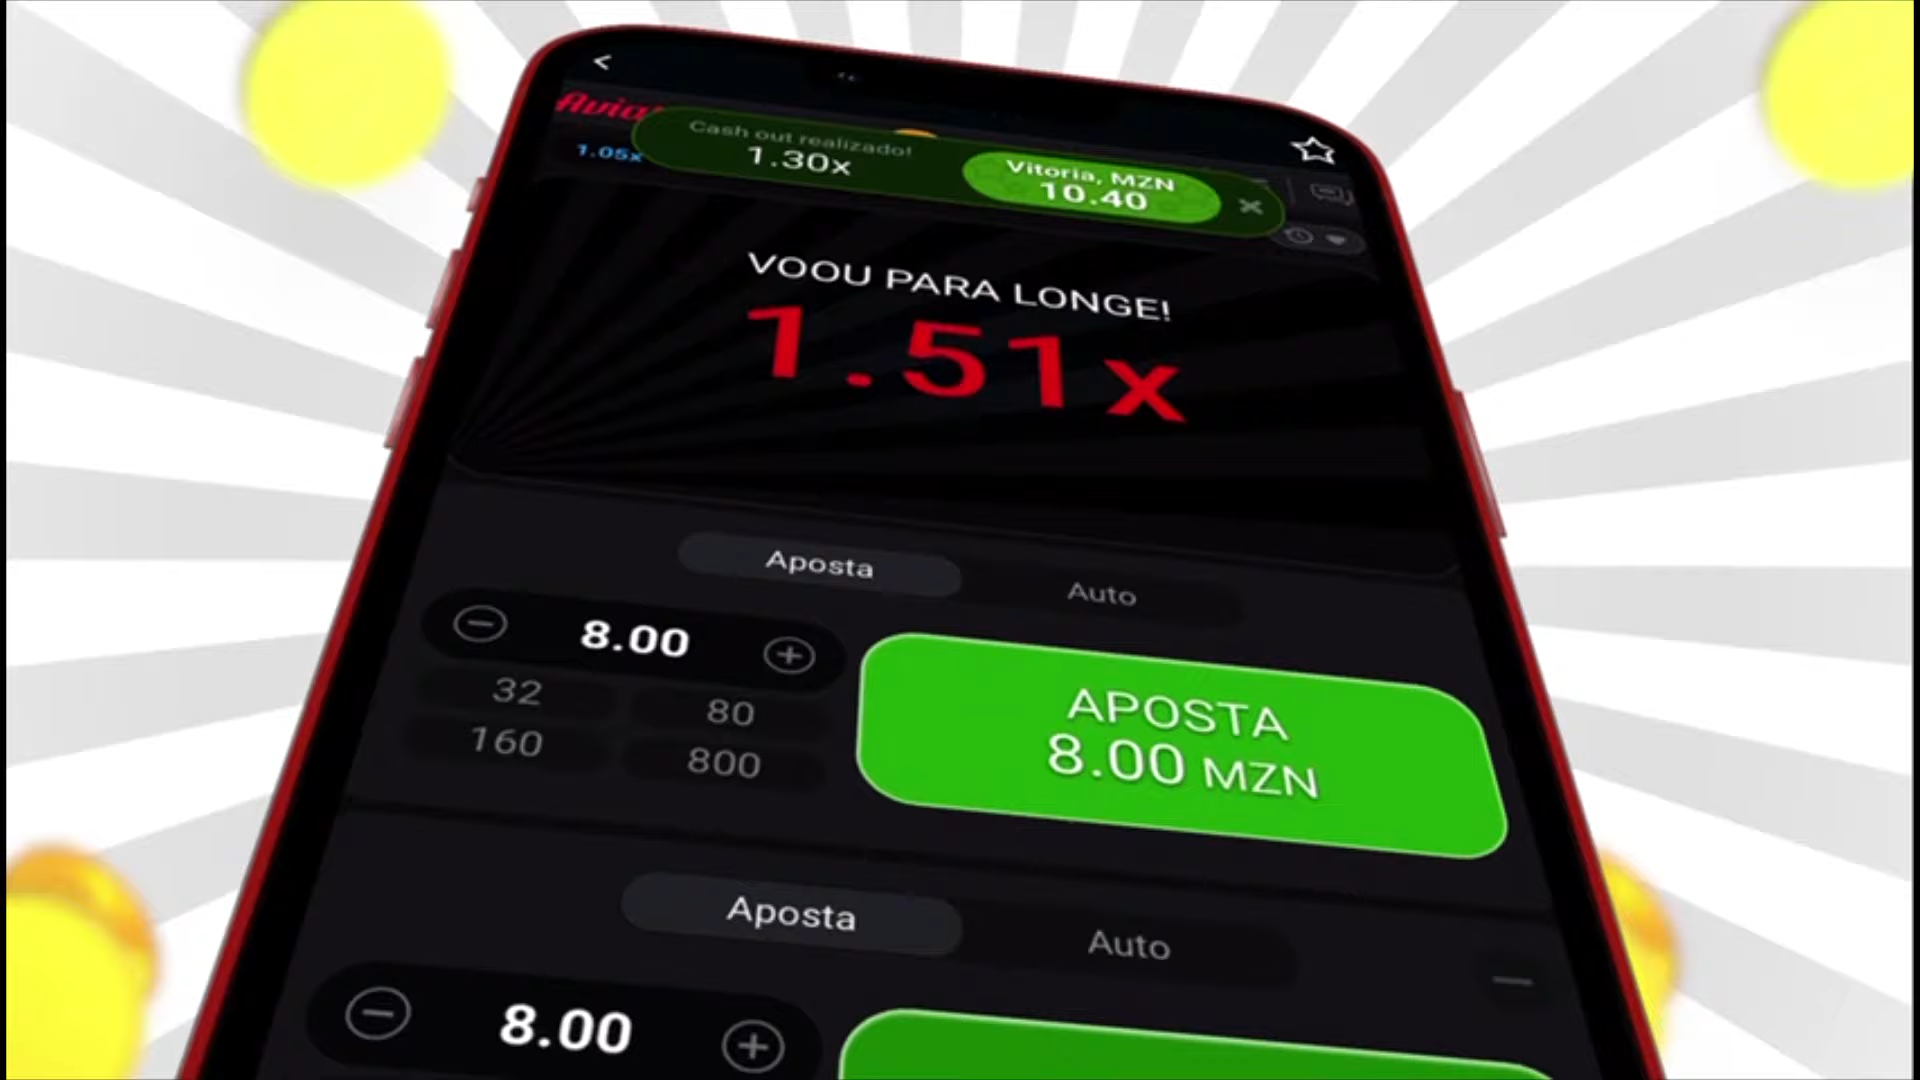 Avia
Cash out realizado!
1.30x
Vitoria, MZN
10.40
1.05x
VOOU PARA LONGE!
1.51x
Aposta
Auto
8.00
32
80
160
800
APOSTA
8.00 MZN
Aposta
Auto
8.00